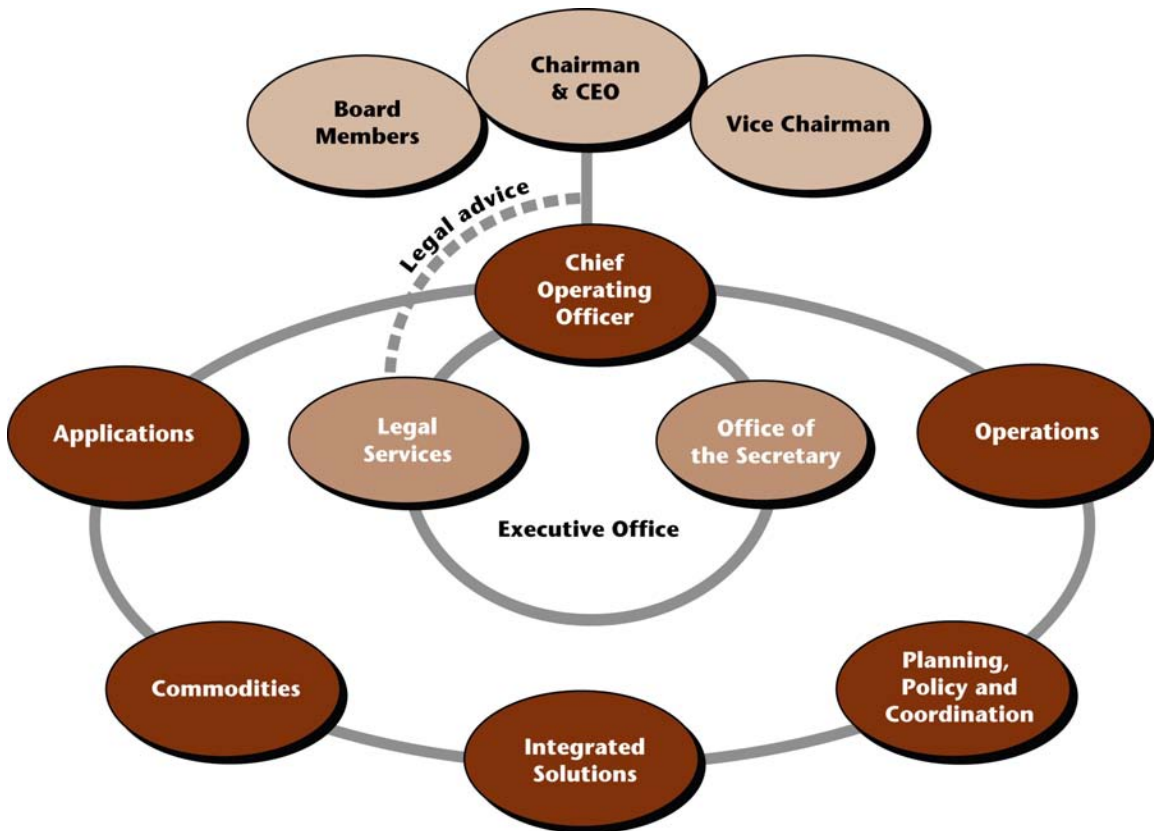 Chairman
& CEO
Board
Members
Vice Chairman
Legal advice
Chief
Operating
Officer
Applications
Legal
Services
Office of
the Secretary
Operations
Executive Office
Commodities
Integrated
Solutions
Planning,
Policy and
Coordination